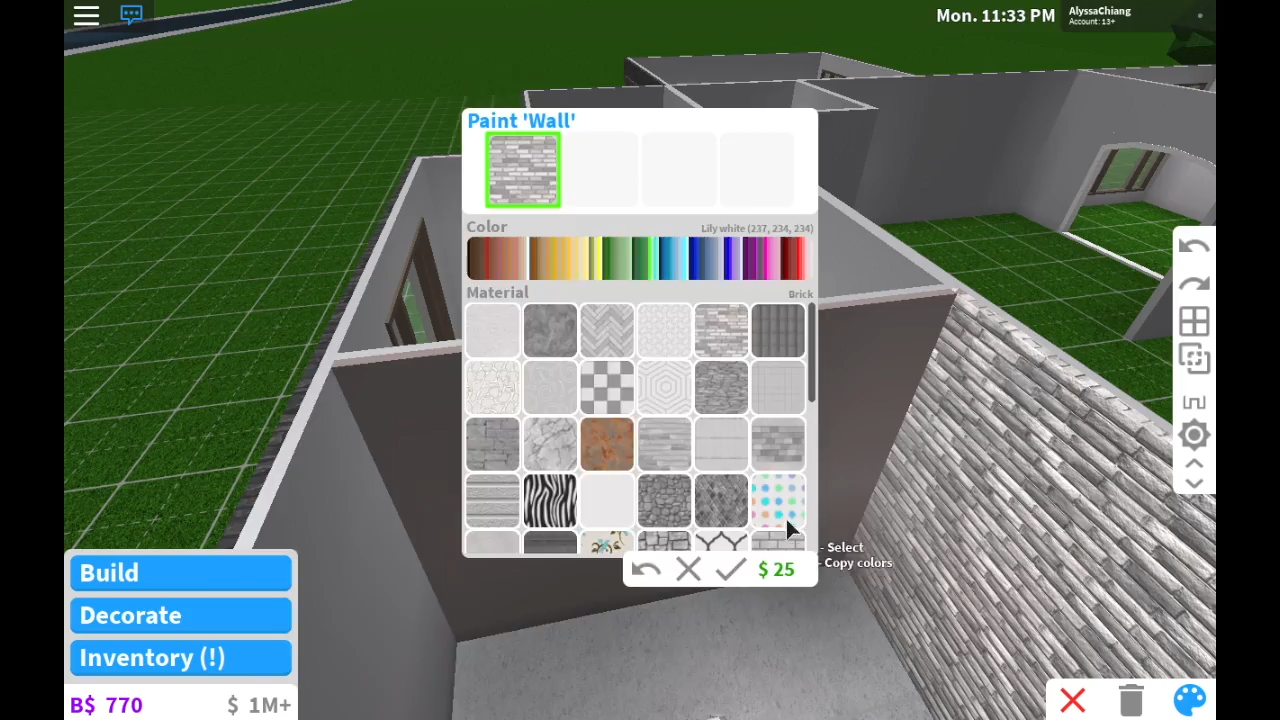 Mon. 11:33 PM
AlyssaChiang
Account: 13+
Paint 'Wall'
Color
Lily white (237, 234, 234)
Material
Brick
- Select
- Copy colors
$ 25
Build
Decorate
Inventory (!)
B$ 770
$ 1M+